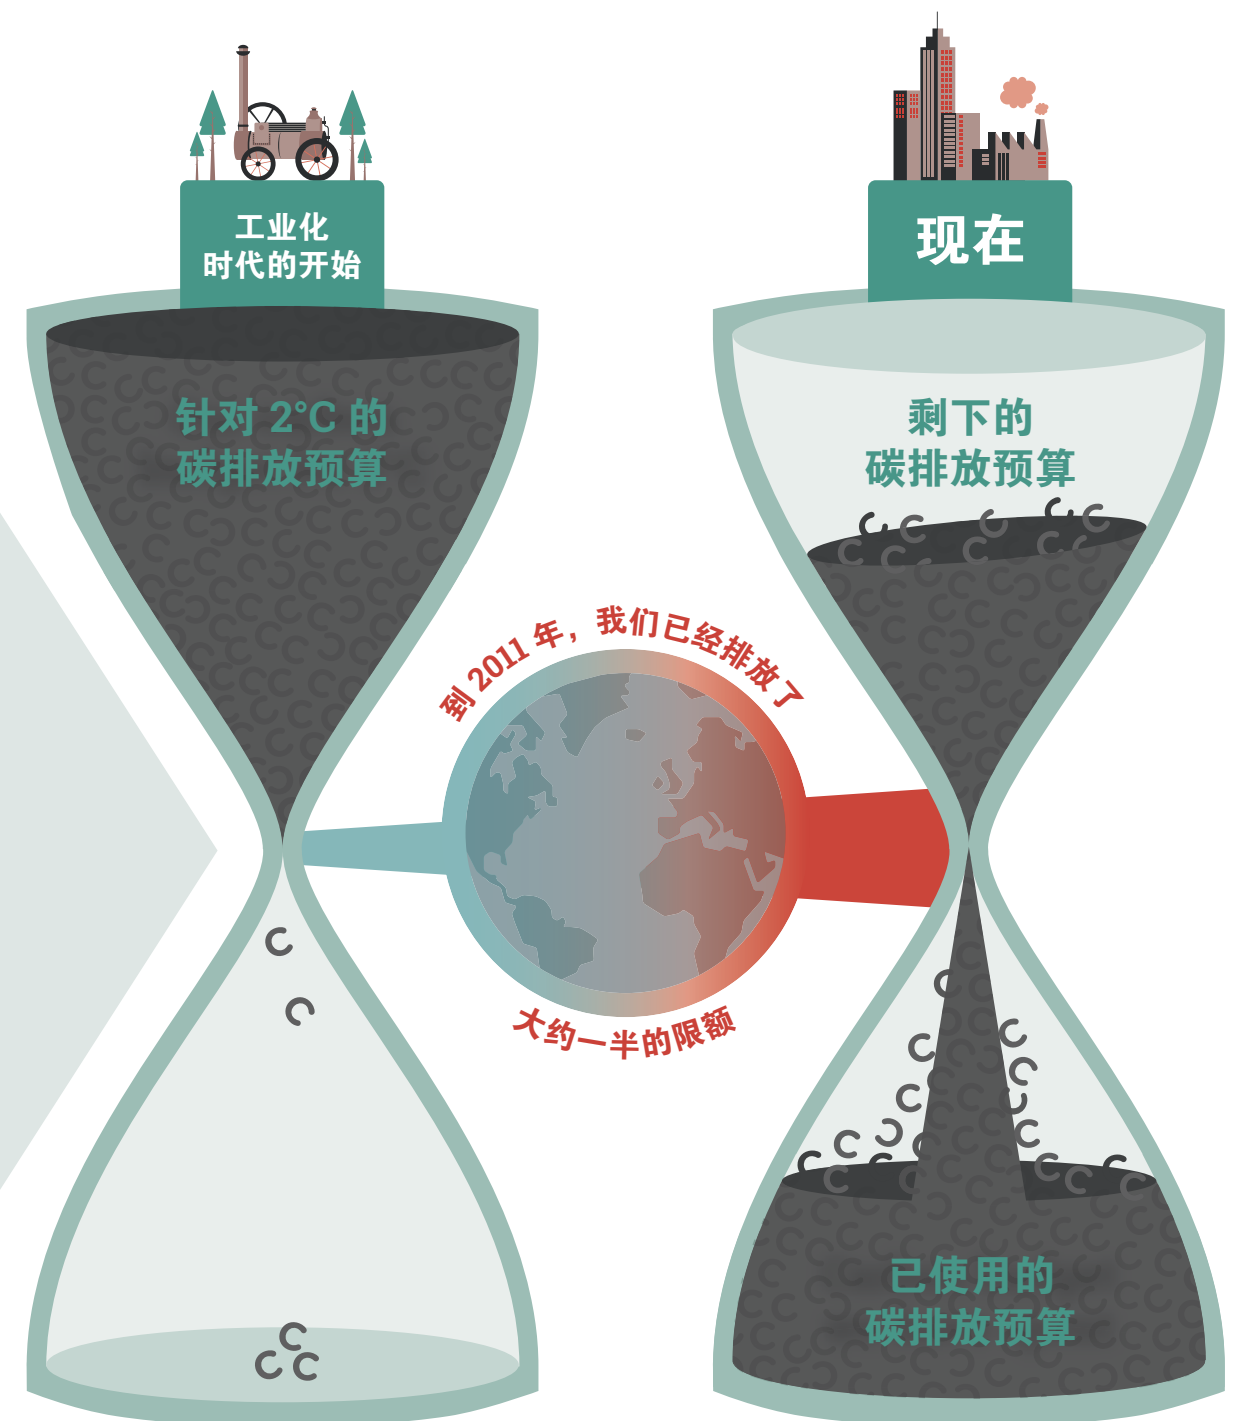 工业化
时代的开始
针对 2°C 的
碳排放预算
到 2011 年，我们已经排放了
大约一半的限额
现在
剩下的
碳排放预算
已使用的
碳排放预算